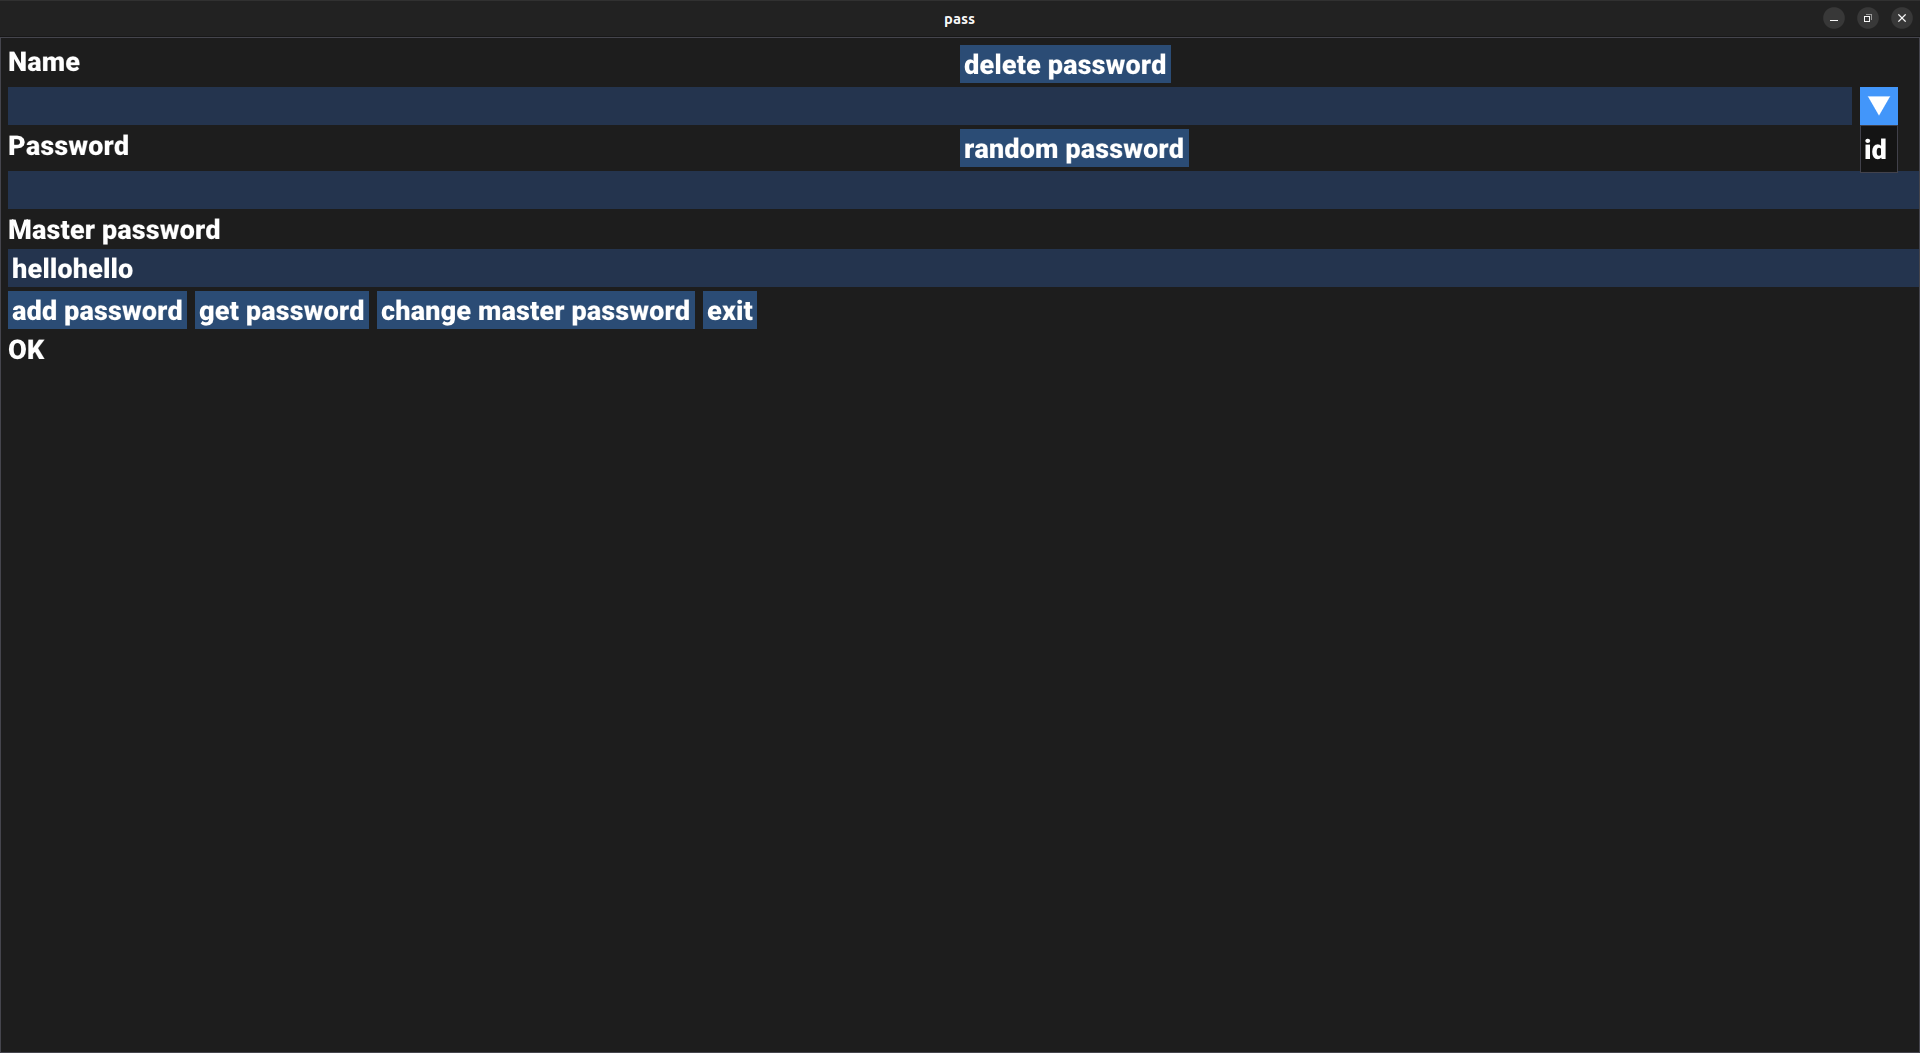 pass
Name delete password
Password random password id
Master password
hellohello
add password get password change master password exit
OK